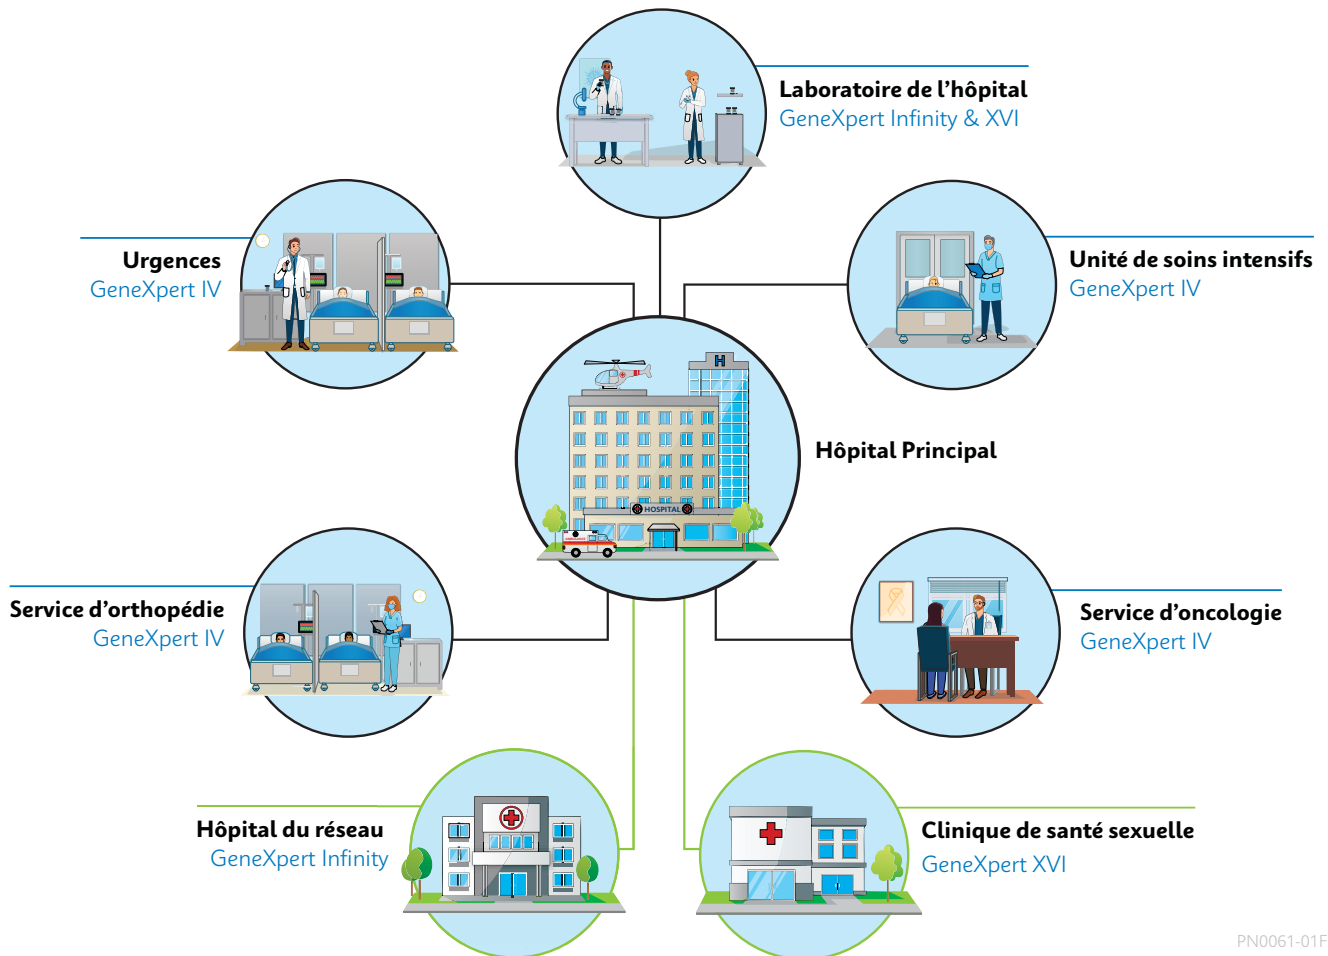 Laboratoire de l’hôpital
GeneXpert Infinity & XVI
Urgences
GeneXpert IV
Unité de soins intensifs
GeneXpert IV
H
HOSPITAL
AMBULANCE
Hôpital Principal
Service d’orthopédie
GeneXpert IV
Service d’oncologie
GeneXpert IV
Hôpital du réseau
GeneXpert Infinity
Clinique de santé sexuelle
GeneXpert XVI
PN0061-01F